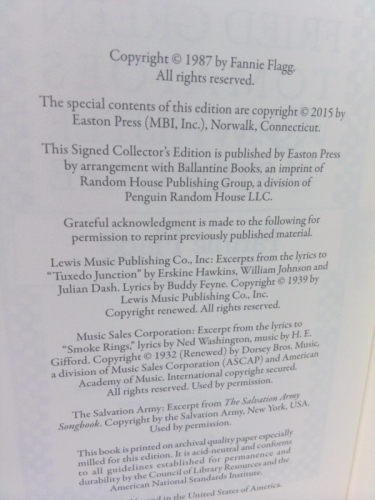 Copyright © 1987 by Fannie Flagg.
All rights reserved.
The special contents of this edition are copyright © 2015 by
Easton Press (MBI, Inc.), Norwalk, Connecticut.
This Signed Collector's Edition is published by Easton Press
by arrangement with Ballantine Books, an imprint of
Random House Publishing Group, a division of
Penguin Random House LLC.
Grateful acknowledgment is made to the following for
permission to reprint previously published material.
Lewis Music Publishing Co., Inc: Excerpts from the lyrics to
“Tuxedo Junction” by Erskine Hawkins, William Johnson and
Julian Dash. Lyrics by Buddy Feyne. Copyright © 1939 by
Lewis Music Publishing Co., Inc.
Copyright renewed. All rights reserved.
Music Sales Corporation: Excerpt from the lyrics to
“Smoke Rings,” lyrics by Ned Washington, music by H. E.
Gifford. Copyright © 1932 (Renewed) by Dorsey Bros. Music,
a division of Music Sales Corporation (ASCAP) and American
Academy of Music. International copyright secured.
All rights reserved. Used by permission.
The Salvation Army: Excerpt from The Salvation Army
Songbook. Copyright by the Salvation Army, New York, USA.
Used by permission.
This book is printed on archival quality paper especially
milled for this edition. It is acid-neutral and conforms
to all guidelines established for permanence and
durability by the Council of Library Resources and the
American National Standards Institute.
in the United States of America.